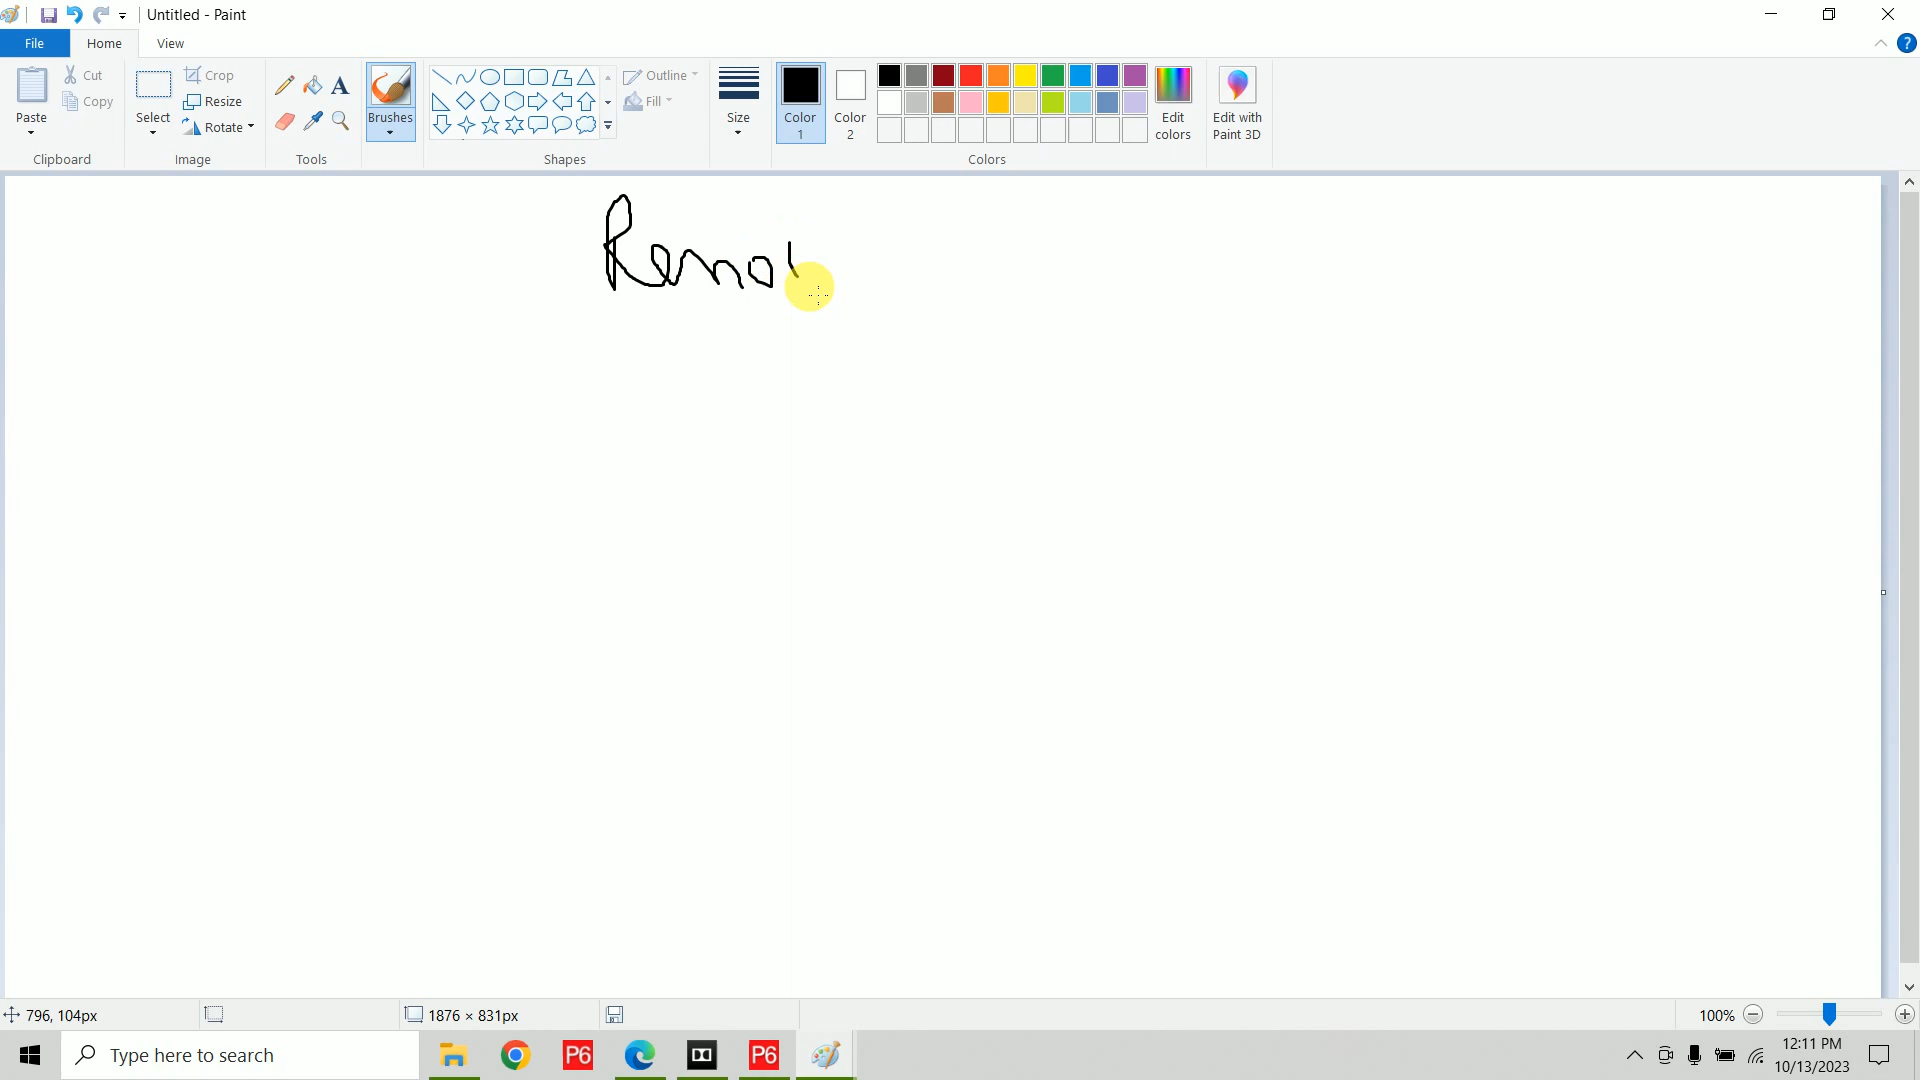 Untitled - Paint
File Home View
Paste Cut Copy Select Crop Resize Rotate Brushes Outline Fill Size Color 1 Color 2 Edit colors Edit with Paint 3D
Clipboard Image Tools Shapes Colors
Reno
796, 104px 1876 × 831px 100%
Type here to search P6 P6 12:11 PM
10/13/2023